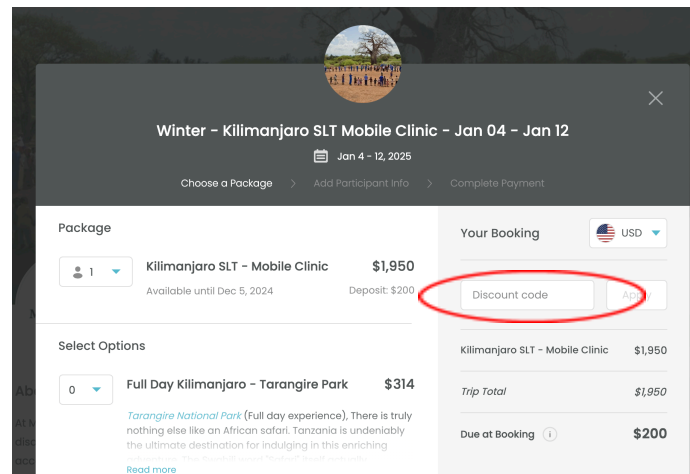 Winter - Kilimanjaro SLT Mobile Clinic - Jan 04 - Jan 12
Jan 4 - 12, 2025
Choose a Package > Add Participant Info > Complete Payment
Package
1
Kilimanjaro SLT - Mobile Clinic $1,950
Available until Dec 5, 2024 Deposit: $200
Select Options
0
Full Day Kilimanjaro - Tarangire Park $314
Tarangire National Park (Full day experience), There is truly
nothing else like an African safari. Tanzania is undeniably
the ultimate destination for indulging in this enriching
Read more
Your Booking USD
Discount code Apply
Kilimanjaro SLT - Mobile Clinic $1,950
Trip Total $1,950
Due at Booking i $200